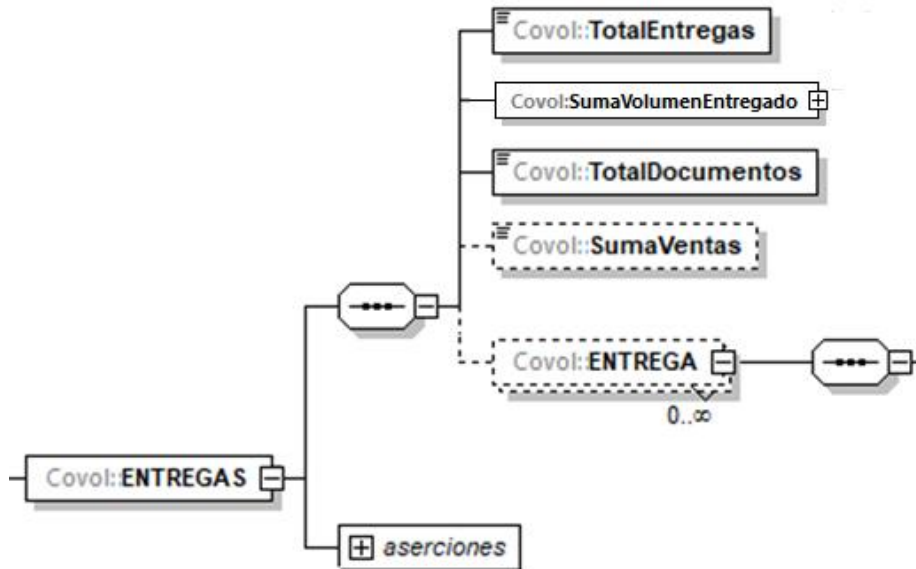 Covol::TotalEntregas
Covol:SumaVolumenEntregado
Covol::TotalDocumentos
Covol::SumaVentas
Covol::ENTREGA
0..∞
Covol::ENTREGAS
aserciones